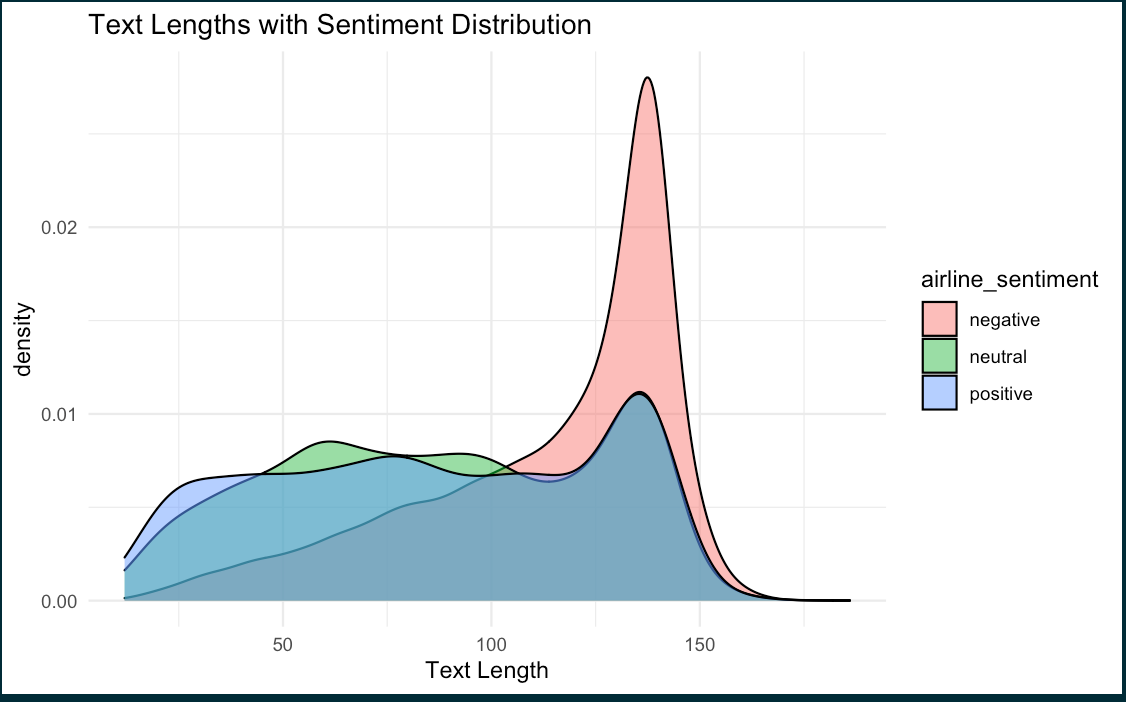 Text Lengths with Sentiment Distribution
density
0.02
0.01
0.00
50 100 150
Text Length
airline_sentiment
negative
neutral
positive